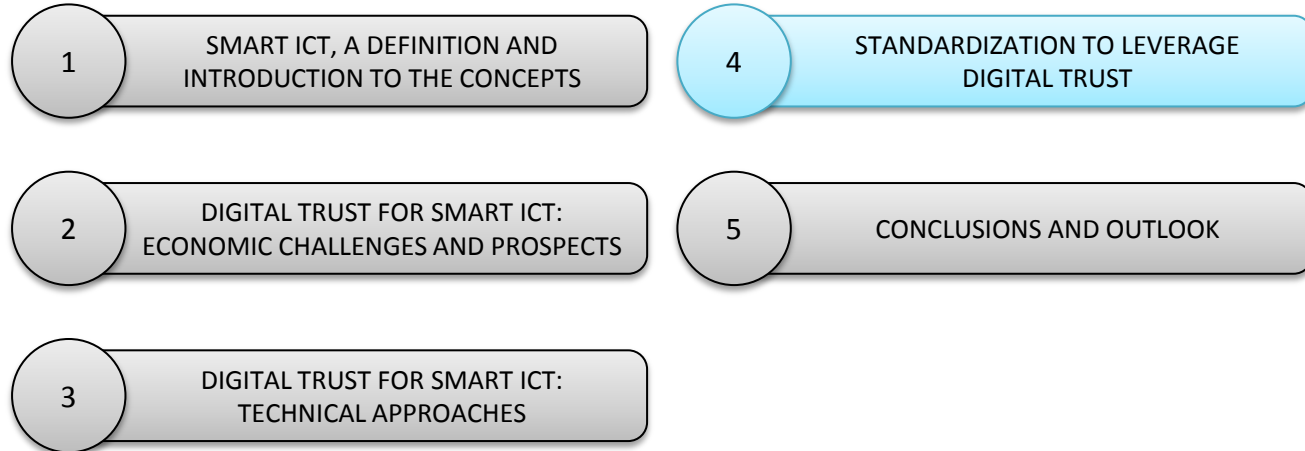 1
SMART ICT, A DEFINITION AND
INTRODUCTION TO THE CONCEPTS
2
DIGITAL TRUST FOR SMART ICT:
ECONOMIC CHALLENGES AND PROSPECTS
3
DIGITAL TRUST FOR SMART ICT:
TECHNICAL APPROACHES
4
STANDARDIZATION TO LEVERAGE
DIGITAL TRUST
5
CONCLUSIONS AND OUTLOOK